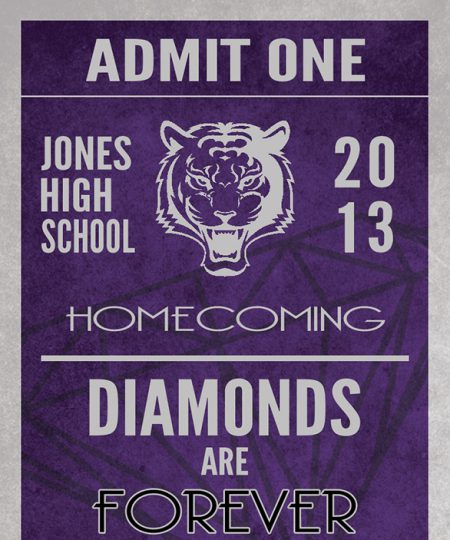 ADMIT ONE
JONES
HIGH
SCHOOL
20
13
HOMECOMING
DIAMONDS
ARE
FOREVER